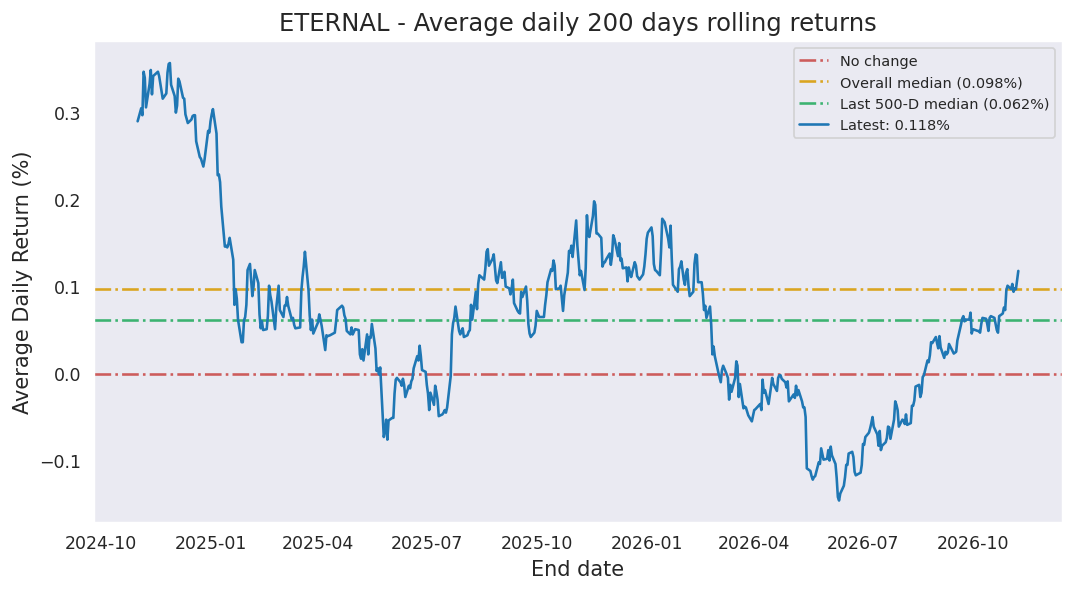 ETERNAL - Average daily 200 days rolling returns
No change
Overall median (0.098%)
Last 500-D median (0.062%)
Latest: 0.118%
Average Daily Return (%)
0.3
0.2
0.1
0.0
−0.1
2024-10 2025-01 2025-04 2025-07 2025-10 2026-01 2026-04 2026-07 2026-10
End date